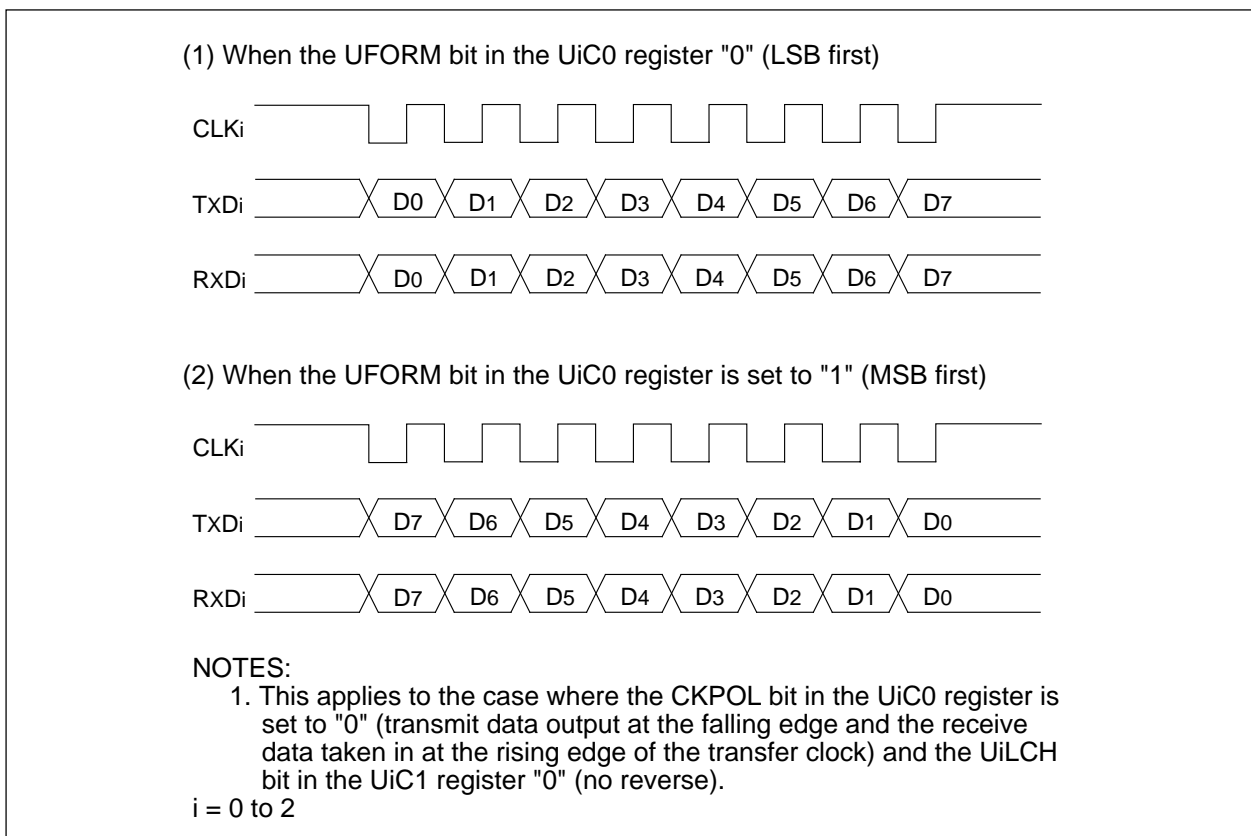 (1) When the UFORM bit in the UiC0 register "0" (LSB first)
CLKi
TXDi D0 D1 D2 D3 D4 D5 D6 D7
RXDi D0 D1 D2 D3 D4 D5 D6 D7
(2) When the UFORM bit in the UiC0 register is set to "1" (MSB first)
CLKi
TXDi D7 D6 D5 D4 D3 D2 D1 D0
RXDi D7 D6 D5 D4 D3 D2 D1 D0
NOTES:
1. This applies to the case where the CKPOL bit in the UiC0 register is
set to "0" (transmit data output at the falling edge and the receive
data taken in at the rising edge of the transfer clock) and the UiLCH
bit in the UiC1 register "0" (no reverse).
i = 0 to 2